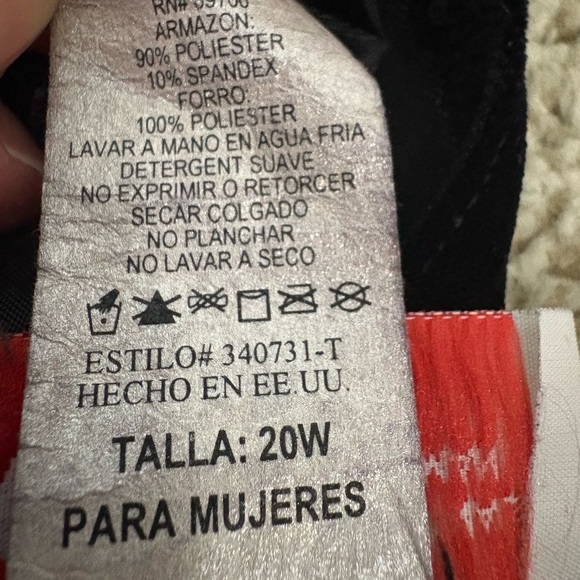 ARMAZON:
90% POLIESTER
10% SPANDEX
FORRO:
100% POLIESTER
LAVAR A MANO EN AGUA FRIA
DETERGENT SUAVE
NO EXPRIMIR O RETORCER
SECAR COLGADO
NO PLANCHAR
NO LAVAR A SECO
ESTILO# 340731-T
HECHO EN EE.UU.
TALLA: 20W
PARA MUJERES